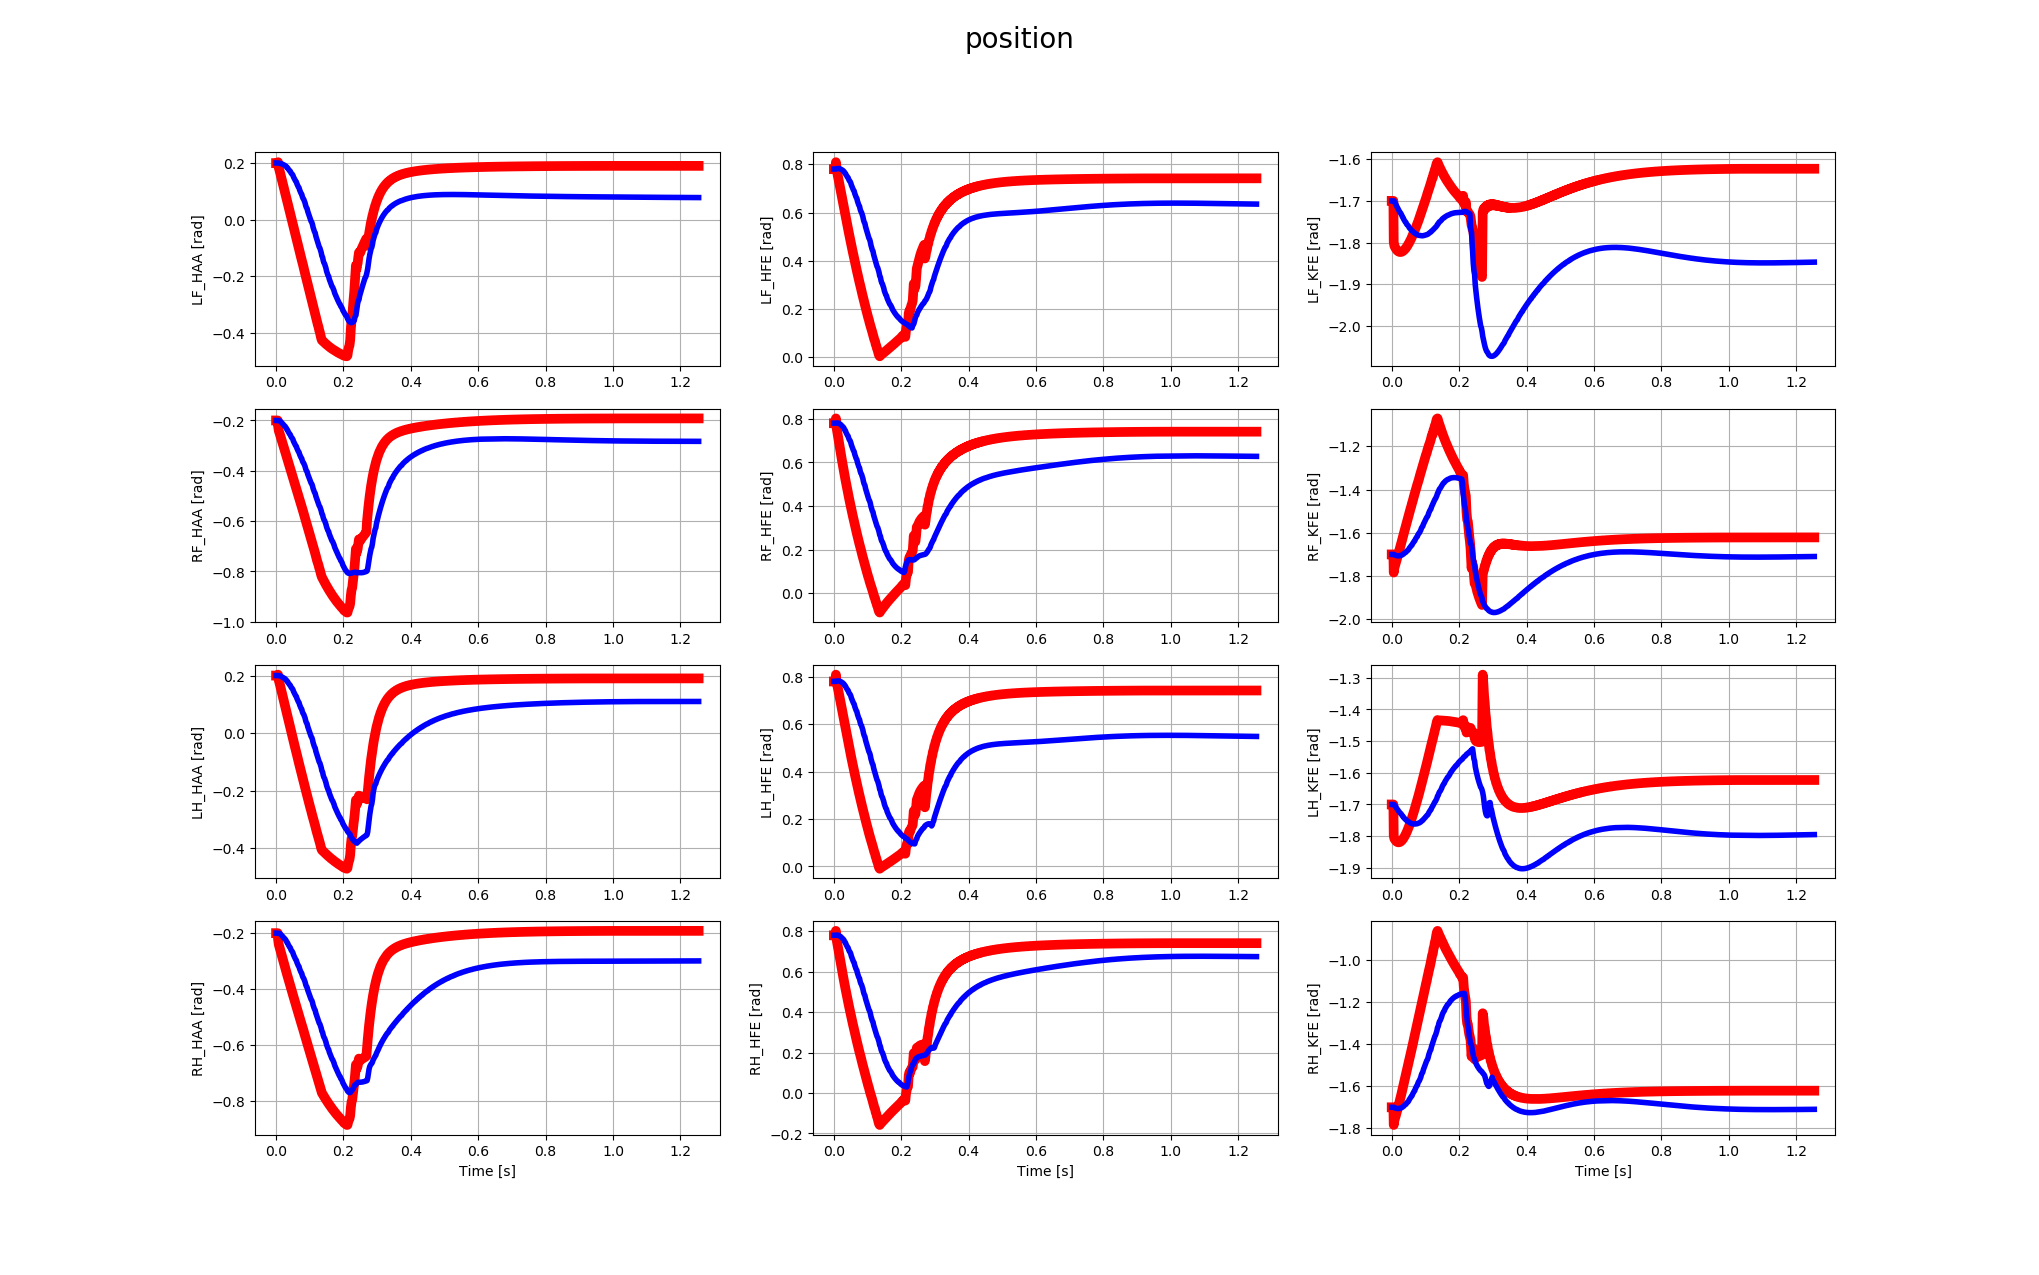 position
LF_HAA [rad]
0.2
0.0
−0.2
−0.4
0.0 0.2 0.4 0.6 0.8 1.0 1.2
LF_HFE [rad]
0.8
0.6
0.4
0.2
0.0
0.0 0.2 0.4 0.6 0.8 1.0 1.2
LF_KFE [rad]
−1.6
−1.7
−1.8
−1.9
−2.0
0.0 0.2 0.4 0.6 0.8 1.0 1.2
RF_HAA [rad]
−0.2
−0.4
−0.6
−0.8
−1.0
0.0 0.2 0.4 0.6 0.8 1.0 1.2
RF_HFE [rad]
0.8
0.6
0.4
0.2
0.0
0.0 0.2 0.4 0.6 0.8 1.0 1.2
RF_KFE [rad]
−1.2
−1.4
−1.6
−1.8
−2.0
0.0 0.2 0.4 0.6 0.8 1.0 1.2
LH_HAA [rad]
0.2
0.0
−0.2
−0.4
0.0 0.2 0.4 0.6 0.8 1.0 1.2
LH_HFE [rad]
0.8
0.6
0.4
0.2
0.0
0.0 0.2 0.4 0.6 0.8 1.0 1.2
LH_KFE [rad]
−1.3
−1.4
−1.5
−1.6
−1.7
−1.8
−1.9
0.0 0.2 0.4 0.6 0.8 1.0 1.2
RH_HAA [rad]
−0.2
−0.4
−0.6
−0.8
0.0 0.2 0.4 0.6 0.8 1.0 1.2
Time [s]
RH_HFE [rad]
0.8
0.6
0.4
0.2
0.0
−0.2
0.0 0.2 0.4 0.6 0.8 1.0 1.2
Time [s]
RH_KFE [rad]
−1.0
−1.2
−1.4
−1.6
−1.8
0.0 0.2 0.4 0.6 0.8 1.0 1.2
Time [s]